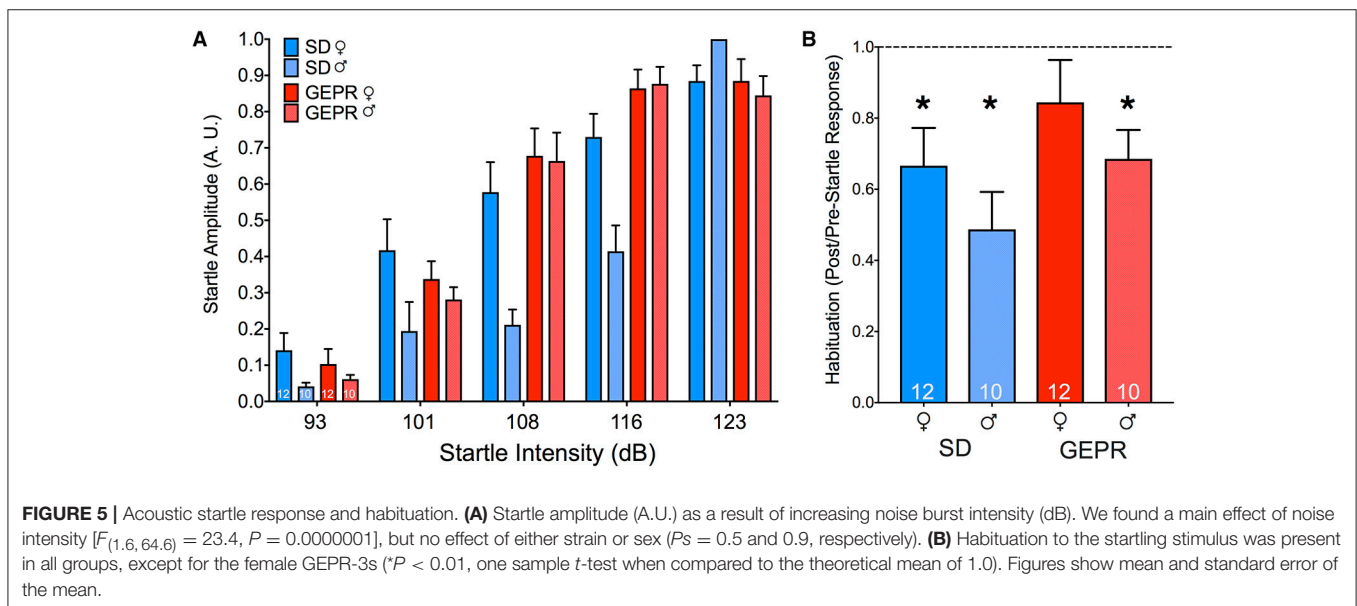 A
1.0
0.9
0.8
0.7
0.6
0.5
0.4
0.3
0.2
0.1
0.0
Startle Amplitude (A. U.)
SD ♀
SD ♂
GEPR ♀
GEPR ♂
12
10
12
10
93
101
108
116
123
Startle Intensity (dB)
B
1.0
0.8
0.6
0.4
0.2
0.0
Habituation (Post/Pre-Startle Response)
*
*
*
12
10
12
10
♀
♂
♀
♂
SD
GEPR
FIGURE 5 | Acoustic startle response and habituation. (A) Startle amplitude (A.U.) as a result of increasing noise burst intensity (dB). We found a main effect of noise
intensity [F(1.6, 64.6) = 23.4, P = 0.0000001], but no effect of either strain or sex (Ps = 0.5 and 0.9, respectively). (B) Habituation to the startling stimulus was present
in all groups, except for the female GEPR-3s (*P < 0.01, one sample t-test when compared to the theoretical mean of 1.0). Figures show mean and standard error of
the mean.